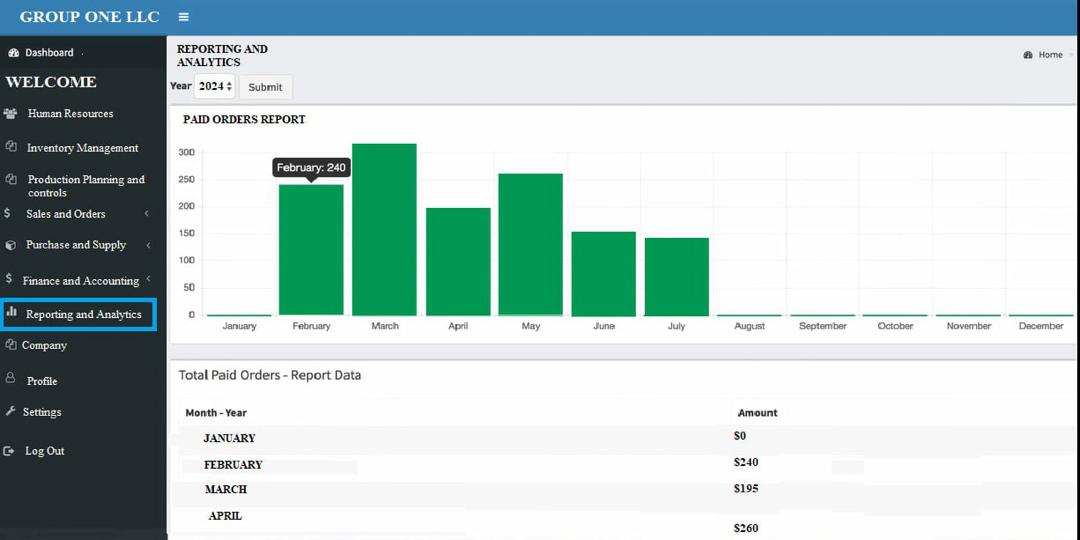 GROUP ONE LLC
Dashboard
WELCOME
Human Resources
Inventory Management
Production Planning and
controls
Sales and Orders
Purchase and Supply
Finance and Accounting
Reporting and Analytics
Company
Profile
Settings
Log Out
REPORTING AND
ANALYTICS
Home
Year 2024 Submit
PAID ORDERS REPORT
300
250
200
150
100
50
0
February: 240
January February March April May June July August September October November December
Total Paid Orders - Report Data
Month - Year Amount
JANUARY $0
FEBRUARY $240
MARCH $195
APRIL
$260